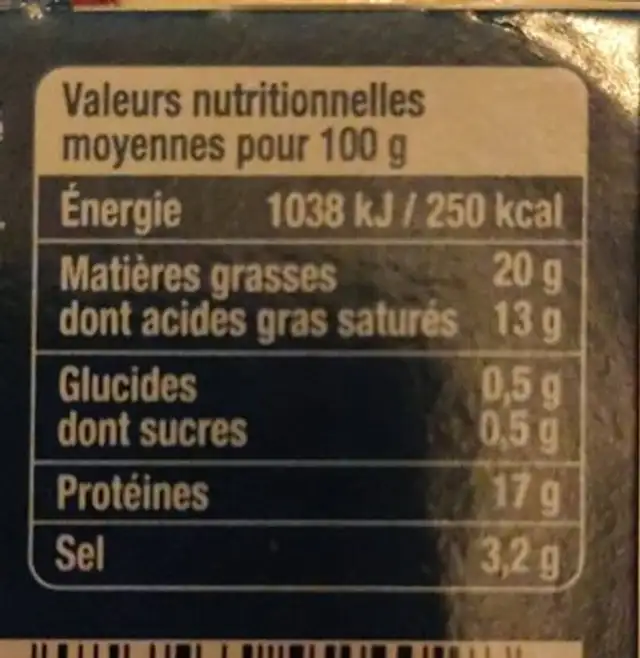 Valeurs nutritionnelles
moyennes pour 100 g
Énergie 1038 kJ / 250 kcal
Matières grasses 20 g
dont acides gras saturés 13 g
Glucides 0,5 g
dont sucres 0,5 g
Protéines 17 g
Sel 3,2 g